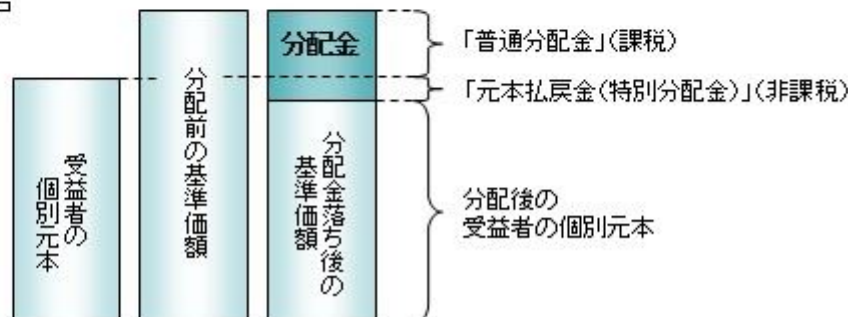 受益者の
個別元本
分配前の基準価額
分配金
分配金落ち後の
基準価額
「普通分配金」(課税)
「元本払戻金(特別分配金)」(非課税)
分配後の
受益者の個別元本